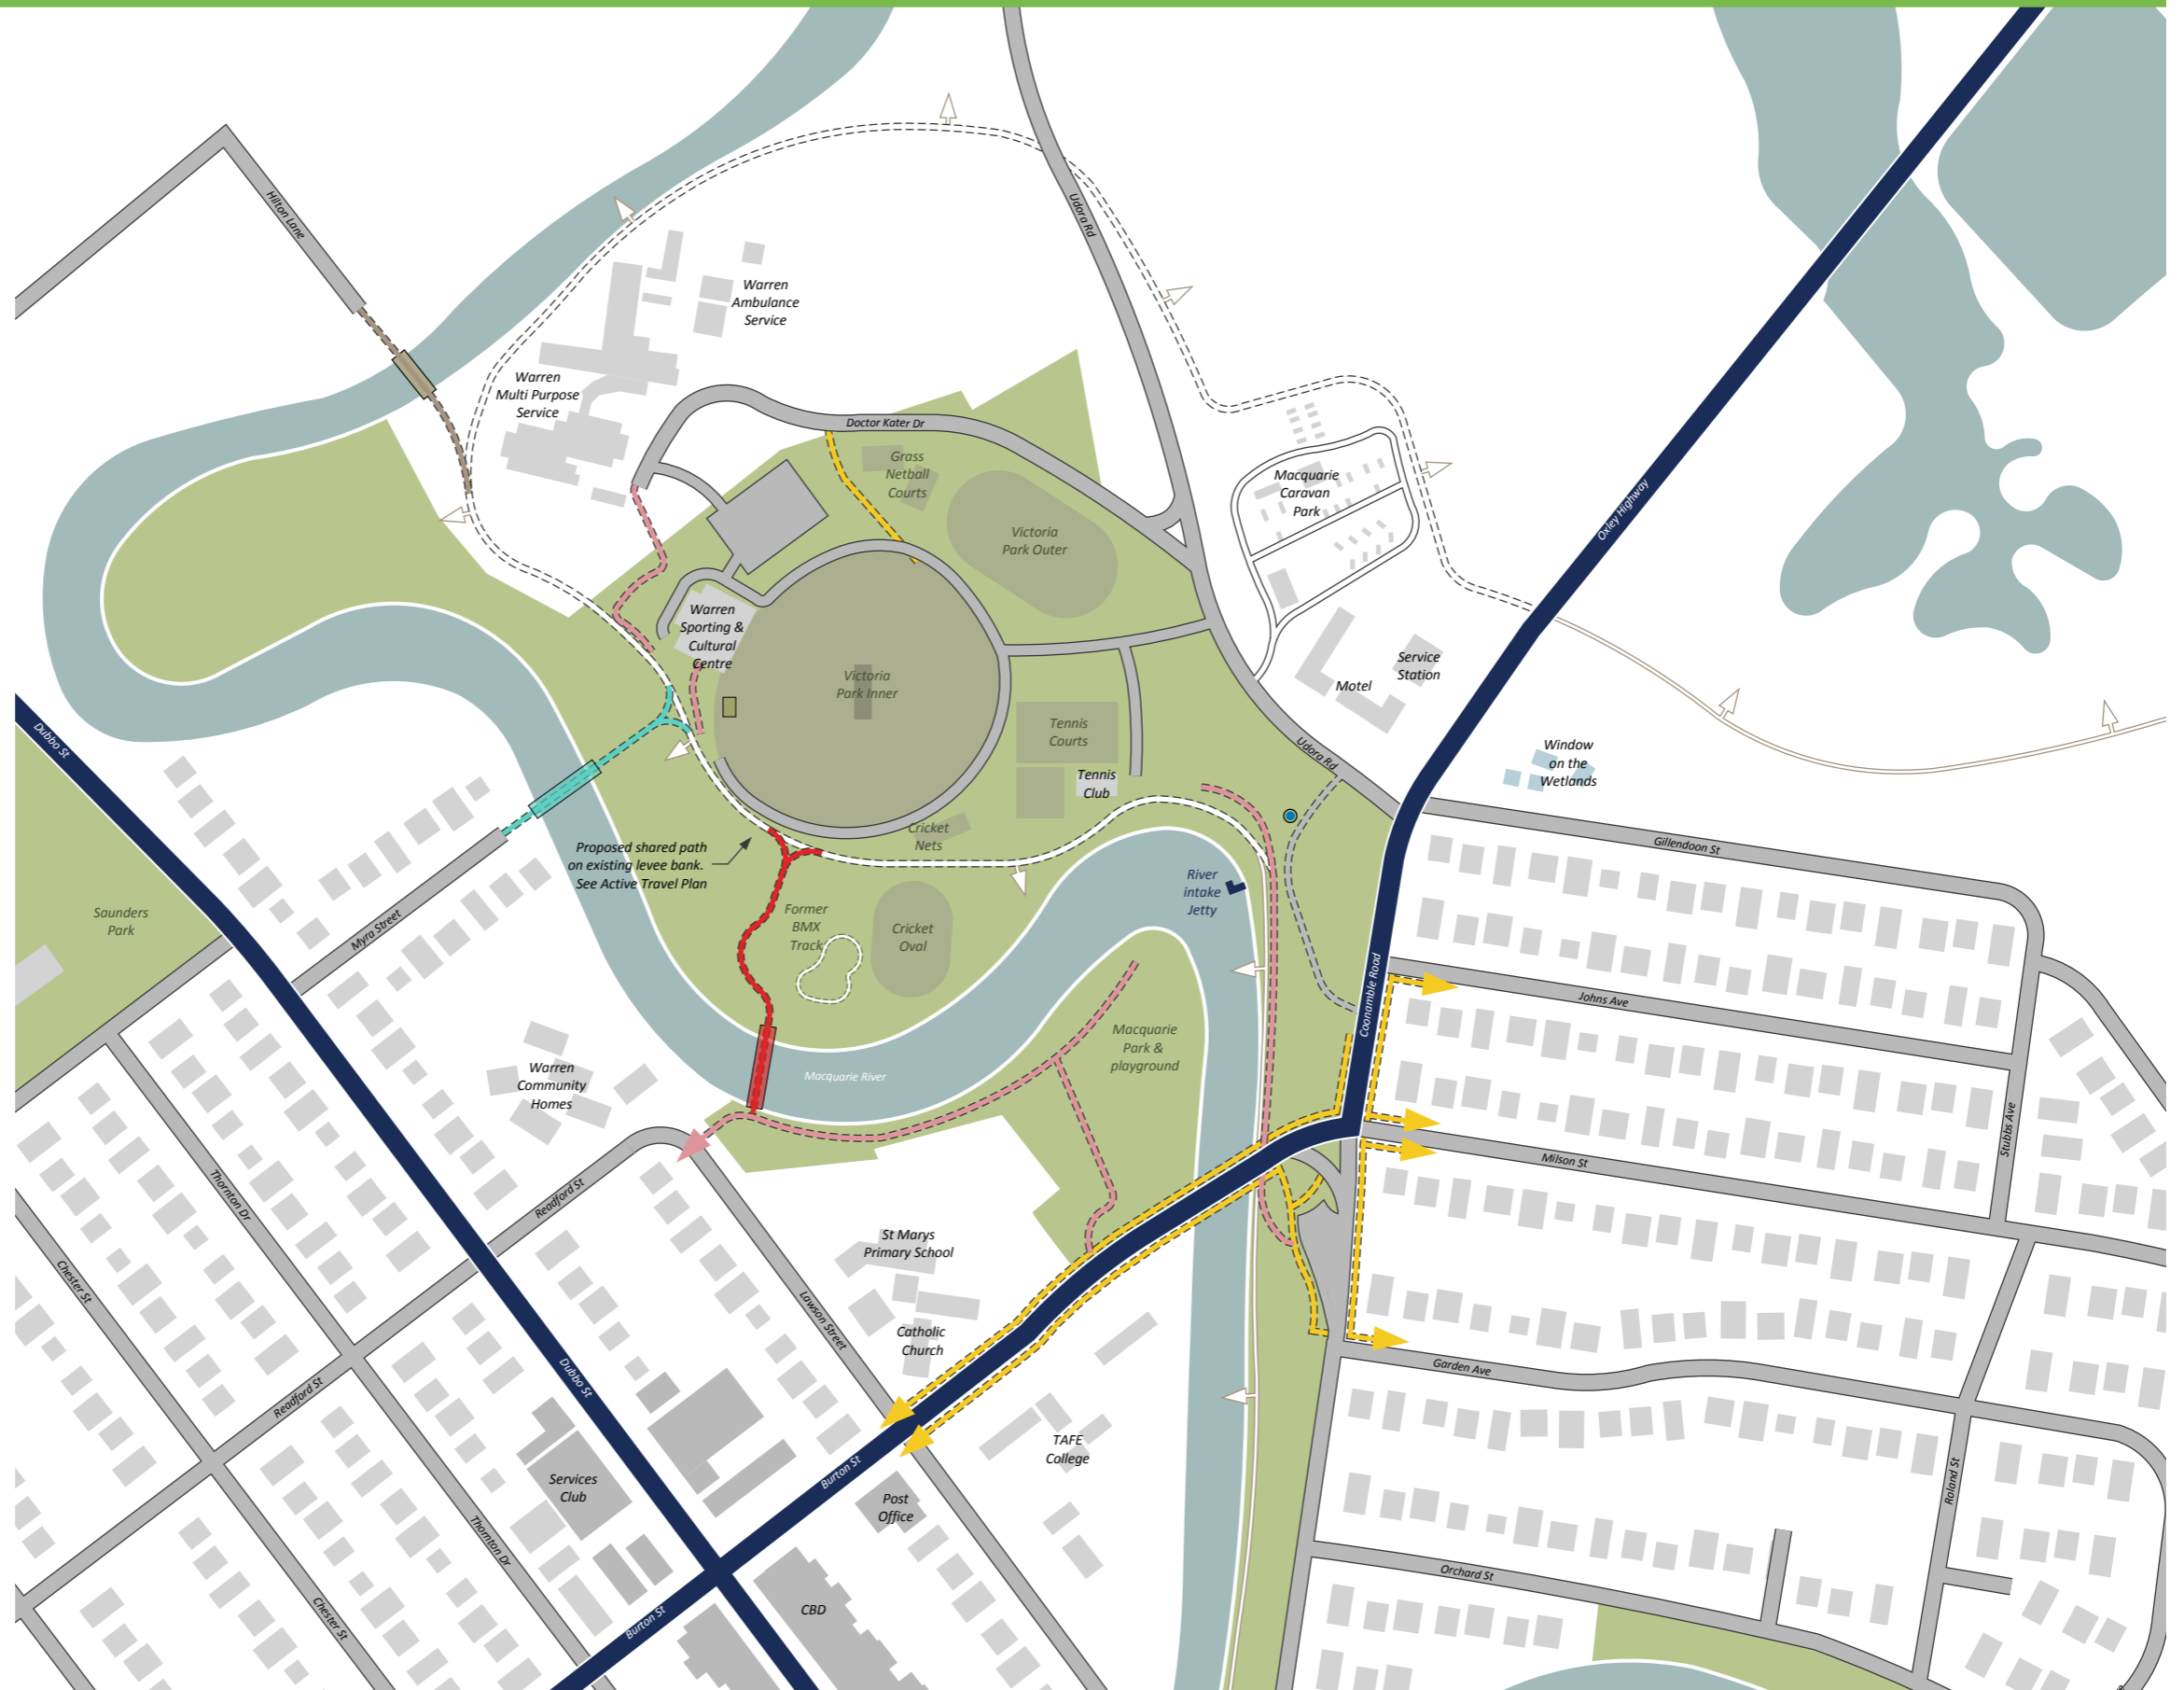 Hilton Lane
Udora Rd
Warren
Ambulance
Service
Warren
Multi Purpose
Service
Doctor Kater Dr
Grass
Netball
Courts
Victoria
Park Outer
Macquarie
Caravan
Park
Oxley Highway
Warren
Sporting &
Cultural
Centre
Victoria
Park Inner
Service
Station
Motel
Tennis
Courts
Tennis
Club
Udora Rd
Window
on the
Wetlands
Dubbo St
Cricket
Nets
Proposed shared path
on existing levee bank.
See Active Travel Plan
Gillendoon St
River
intake
Jetty
Saunders
Park
Myra Street
Former
BMX
Track
Cricket
Oval
Coonamble Road
Johns Ave
Macquarie
Park &
playground
Macquarie River
Warren
Community
Homes
Stubbs Ave
Milson St
Thornton Dr
Readford St
St Marys
Primary School
Chester St
Lawson Street
Catholic
Church
Garden Ave
Dubbo St
Readford St
TAFE
College
Services
Club
Burton St
Post
Office
Roland St
Thornton Dr
Orchard St
CBD
Chester St
Burton St